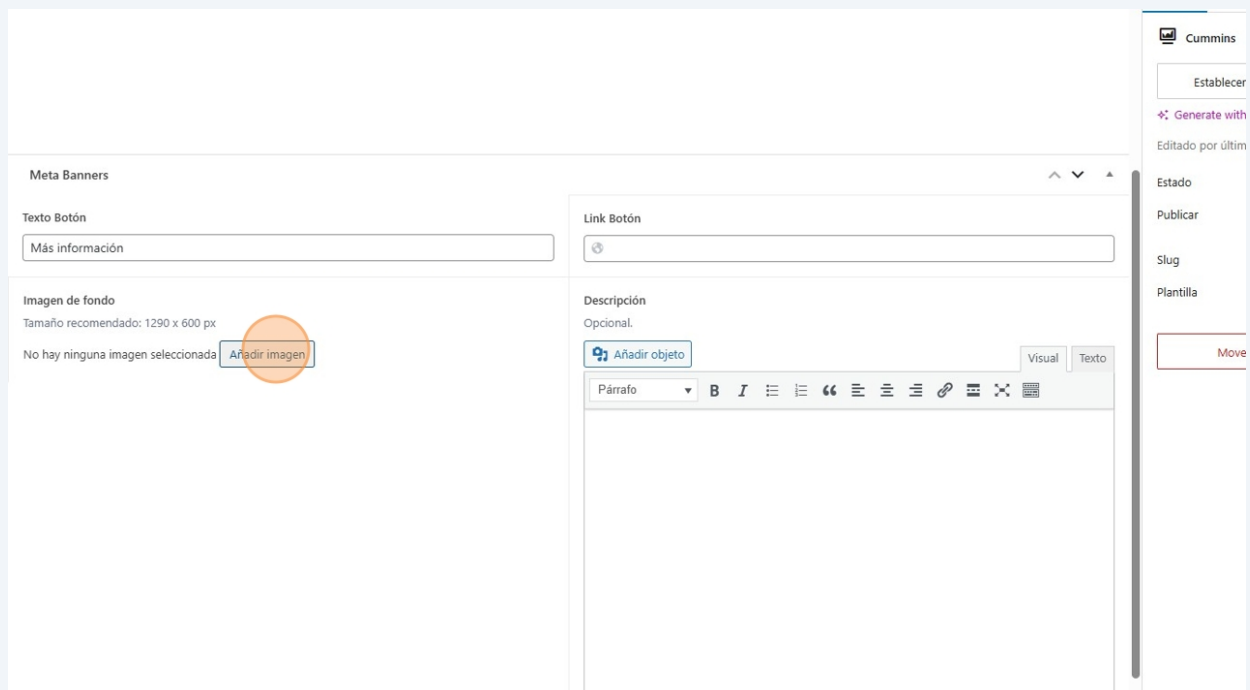 Cummins
Establecer
Generate with
Editado por últim
Estado
Publicar
Slug
Plantilla
Move
Meta Banners
Texto Botón
Más información
Link Botón
Imagen de fondo
Tamaño recomendado: 1290 x 600 px
No hay ninguna imagen seleccionada Añadir imagen
Descripción
Opcional.
Añadir objeto
Visual Texto
Párrafo